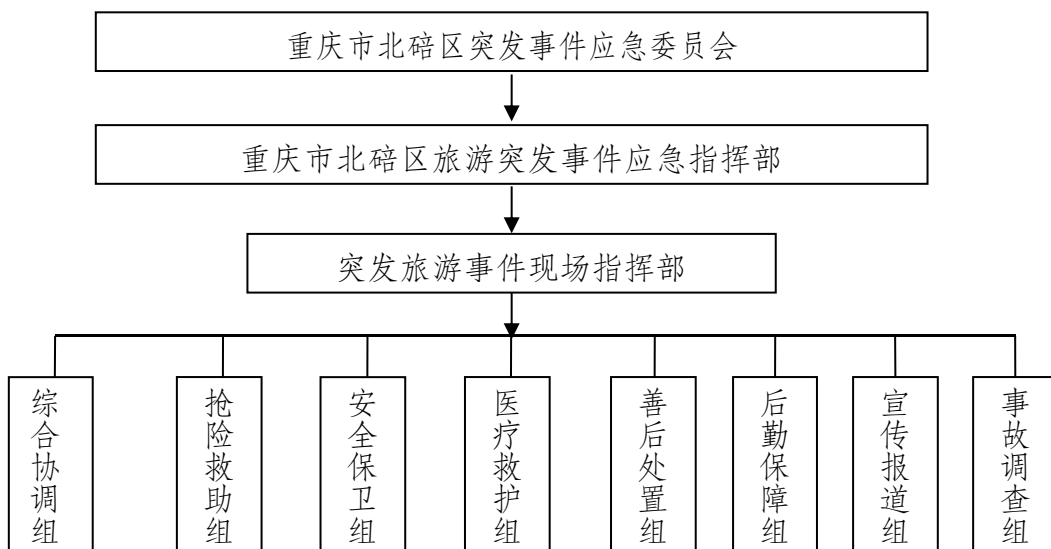 重庆市北碚区突发事件应急委员会
重庆市北碚区旅游突发事件应急指挥部
突发旅游事件现场指挥部
综合协调组
抢险救助组
安全保卫组
医疗救护组
善后处置组
后勤保障组
宣传报道组
事故调查组